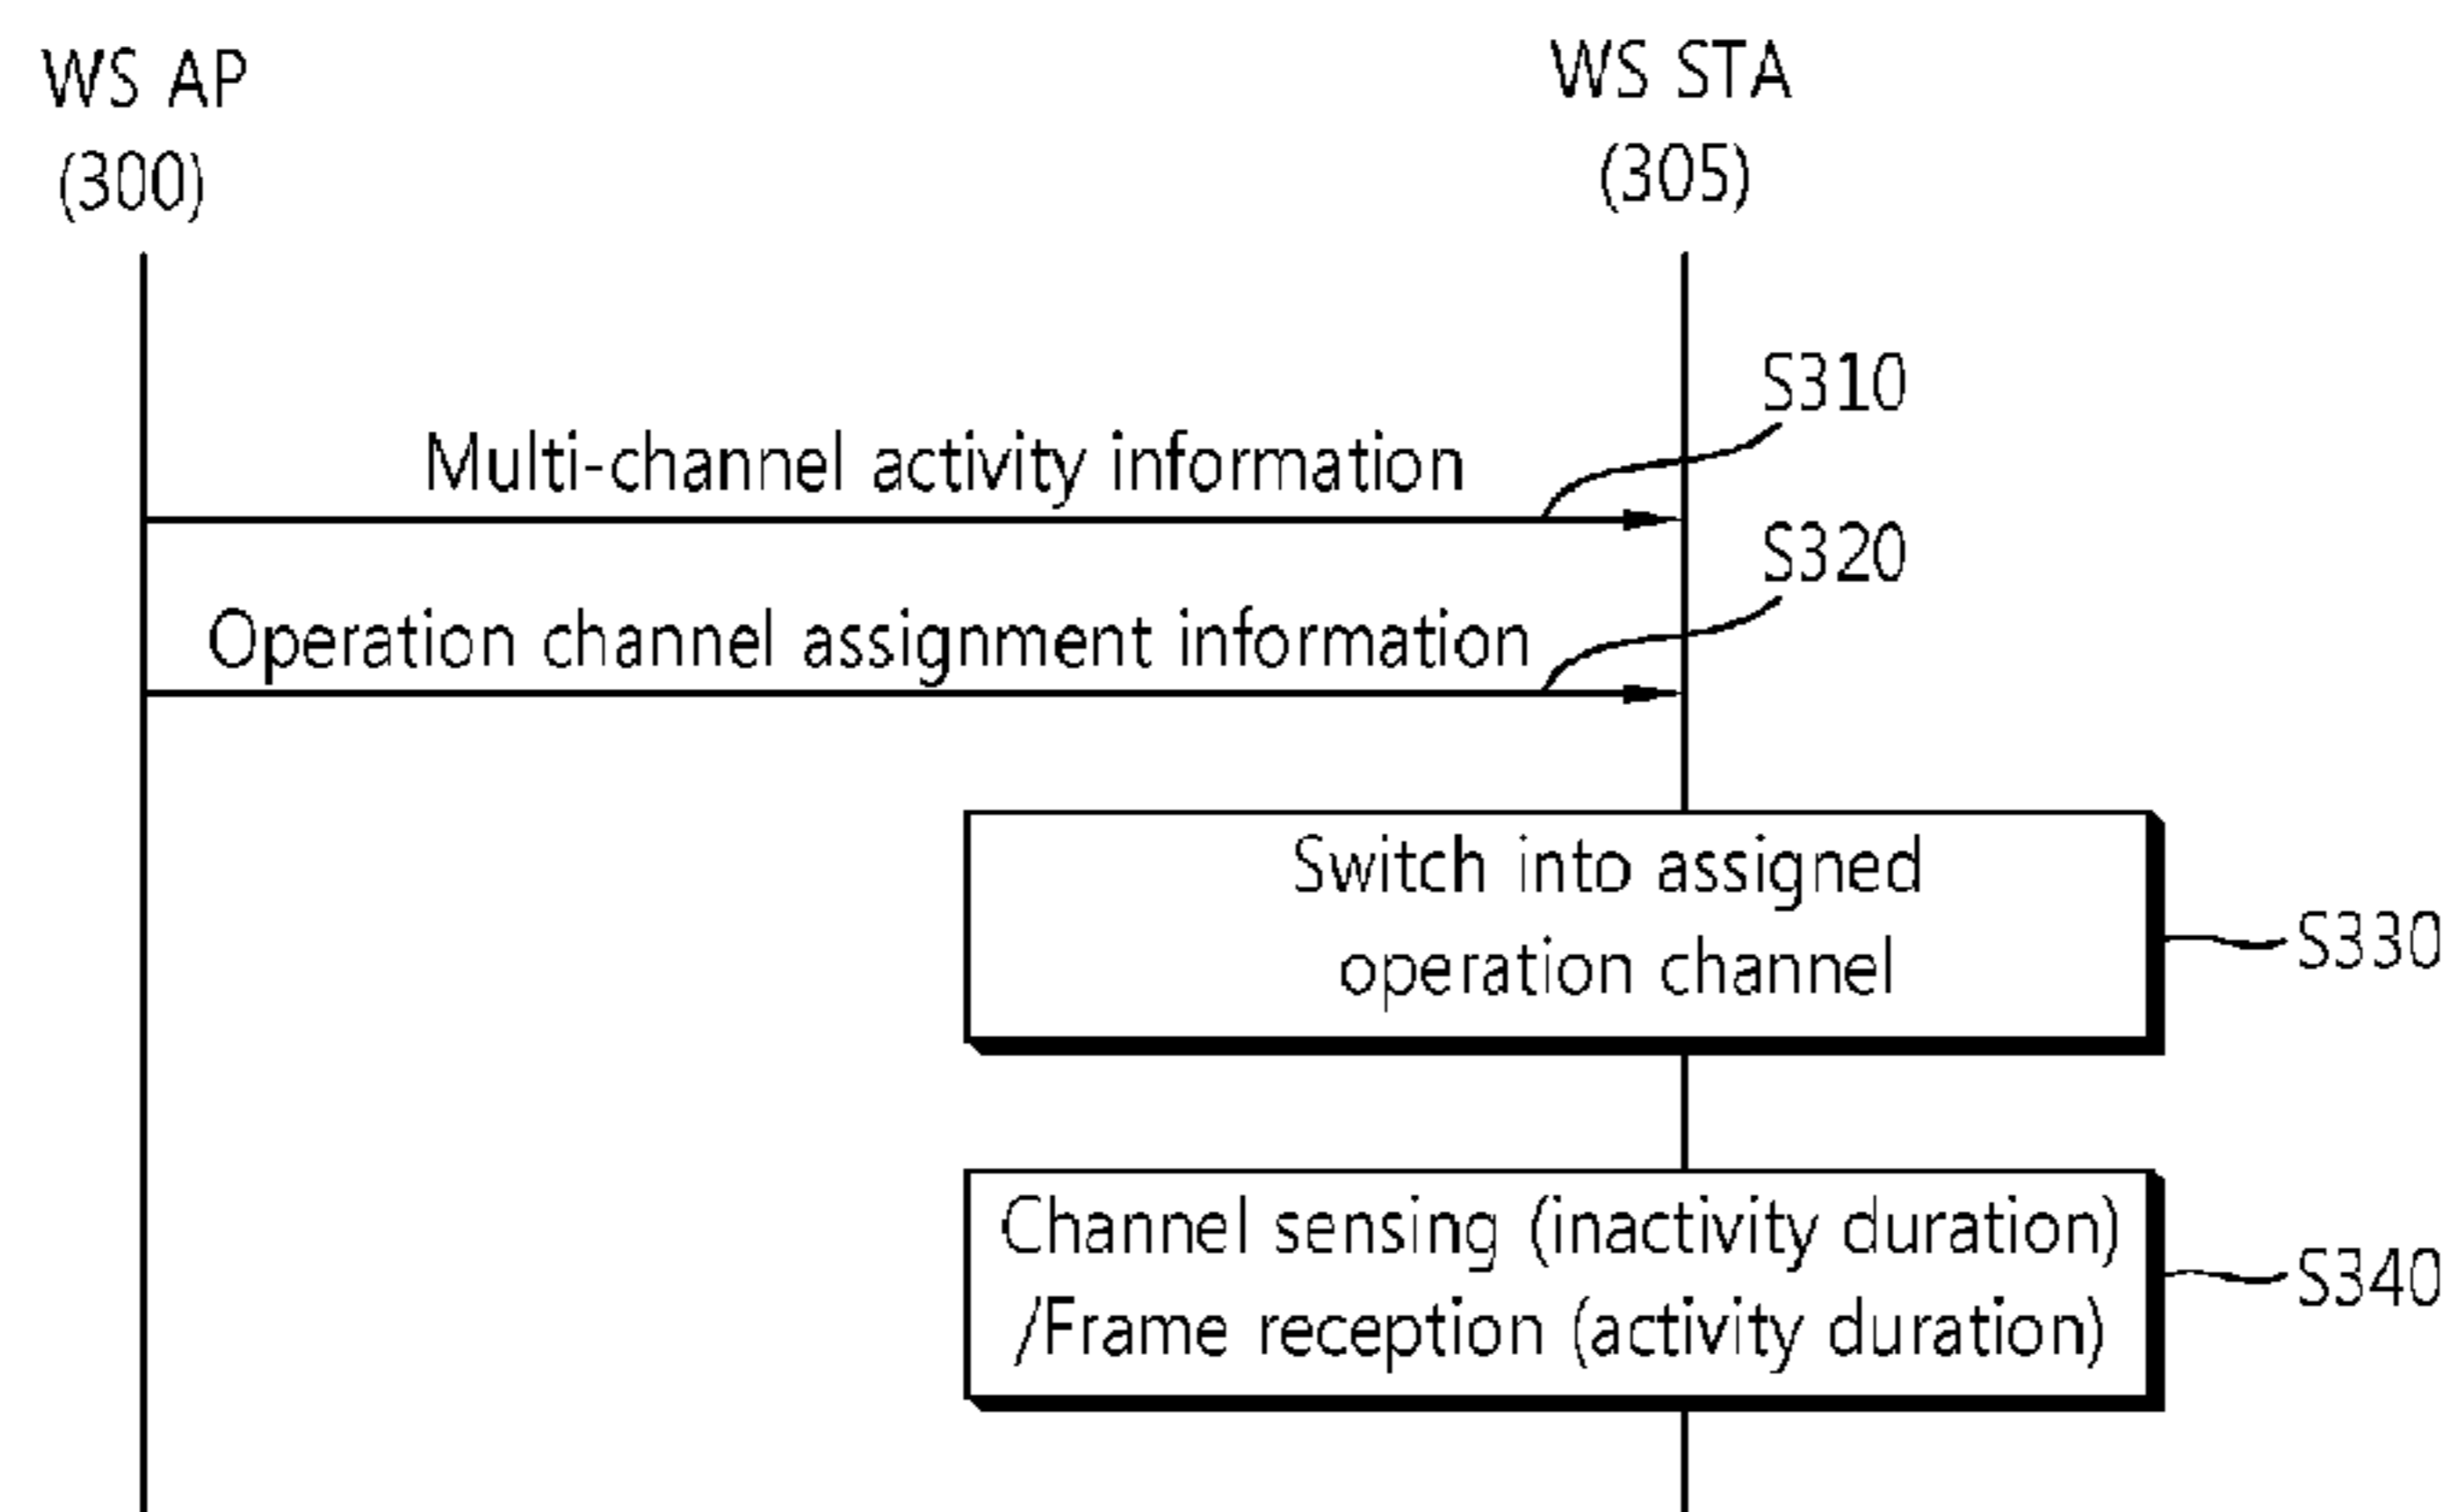 WS AP
(300)
WS STA
(305)
S310
Multi-channel activity information
S320
Operation channel assignment information
Switch into assigned
operation channel
S330
Channel sensing (inactivity duration)
/Frame reception (activity duration)
S340